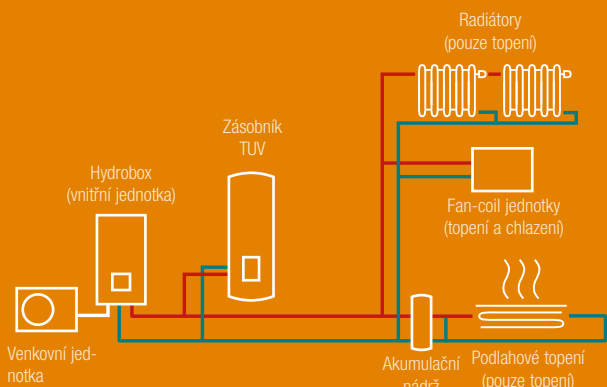 Radiátory
(pouze topení)
Zásobník
TUV
Hydrobox
(vnitřní jednotka)
Fan-coil jednotky
(topení a chlazení)
Venkovní jed-
notka
Akumulační
nádrž
Podlahové topení
(pouze topení)